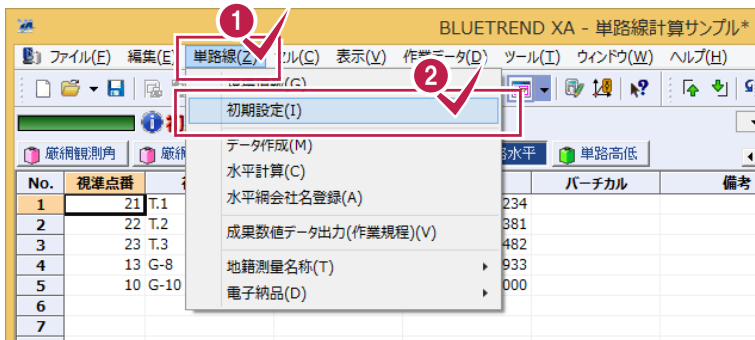 1
BLUETREND XA - 単路線計算サンプル*
ファイル(F) 編集(E) 単路線(Z) ル(C) 表示(V) 作業データ(D) ツール(T) ウィンドウ(W) ヘルプ(H)
2
初期設定(I)
データ作成(M)
厳網観測角 厳網 水平 単路高低
水平計算(C)
No. 視準点番 バーチカル 備考
水平網会社名登録(A)
1 21 T.1 234
2 22 T.2 381
成果数値データ出力(作業規程)(V)
3 23 T.3 482
4 13 G-8 933
地籍測量名称(T)
5 10 G-10 000
電子納品(D)
6
7